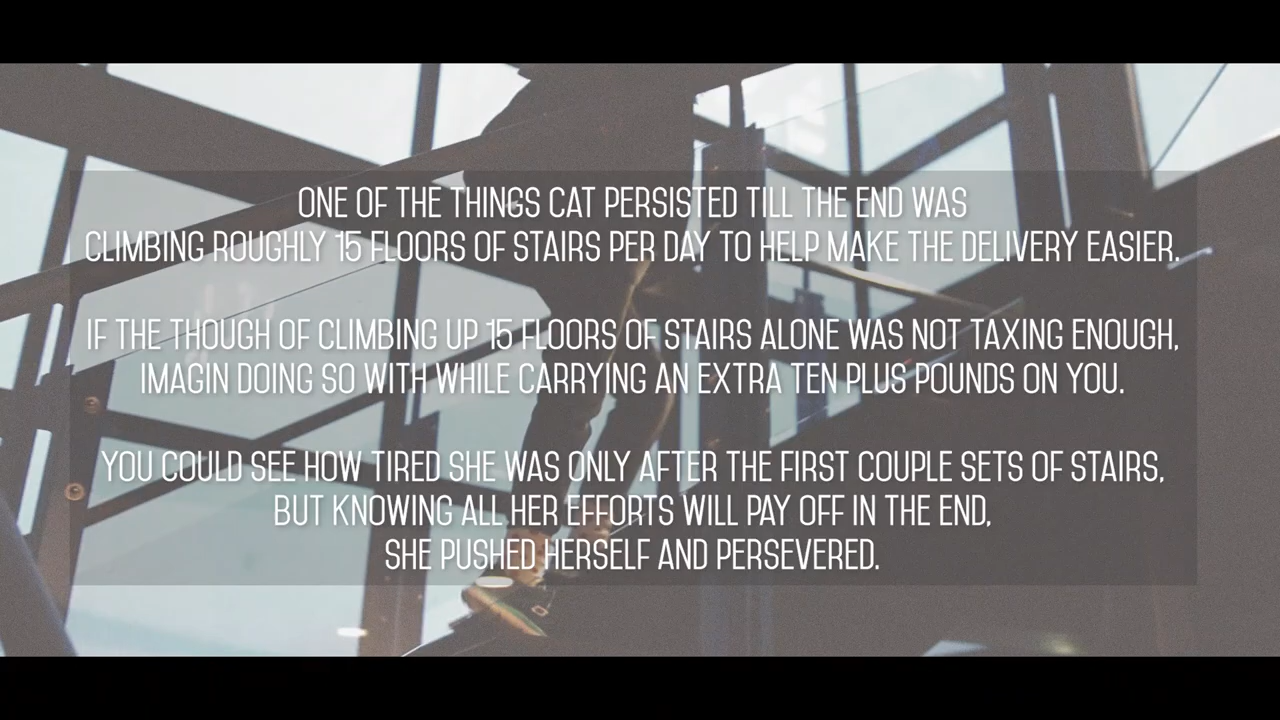 ONE OF THE THINGS CAT PERSISTED TILL THE END WAS
CLIMBING ROUGHLY 15 FLOORS OF STAIRS PER DAY TO HELP MAKE THE DELIVERY EASIER.
IF THE THOUGH OF CLIMBING UP 15 FLOORS OF STAIRS ALONE WAS NOT TAXING ENOUGH,
IMAGIN DOING SO WITH WHILE CARRYING AN EXTRA TEN PLUS POUNDS ON YOU.
YOU COULD SEE HOW TIRED SHE WAS ONLY AFTER THE FIRST COUPLE SETS OF STAIRS,
BUT KNOWING ALL HER EFFORTS WILL PAY OFF IN THE END,
SHE PUSHED HERSELF AND PERSEVERED.